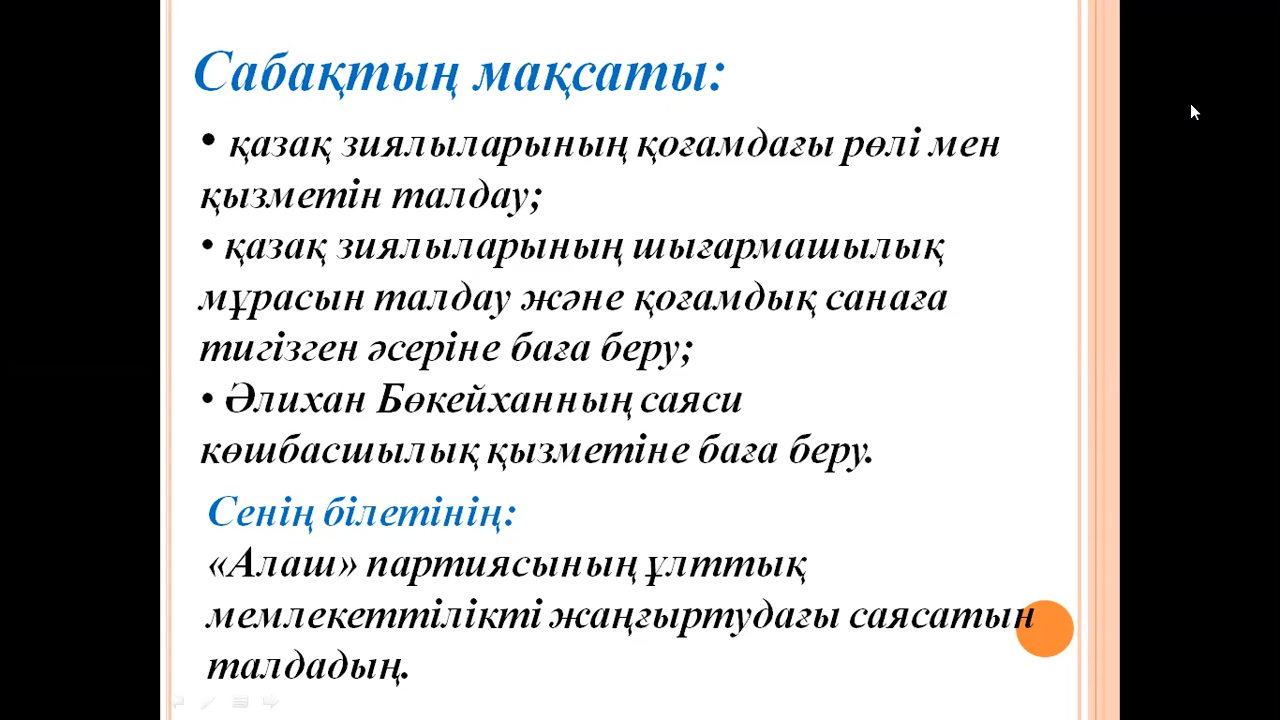 Сабақтың мақсаты:
• қазақ зиялыларының қоғамдағы рөлі мен
қызметін талдау;
• қазақ зиялыларының шығармашылық
мұрасын талдау және қоғамдық санаға
тигізген әсеріне баға беру;
• Әлихан Бөкейханның саяси
көшбасшылық қызметіне баға беру.
Сенің білетінің:
«Алаш» партиясының ұлттық
мемлекеттілікті жаңғыртудағы саясатын
талдадың.